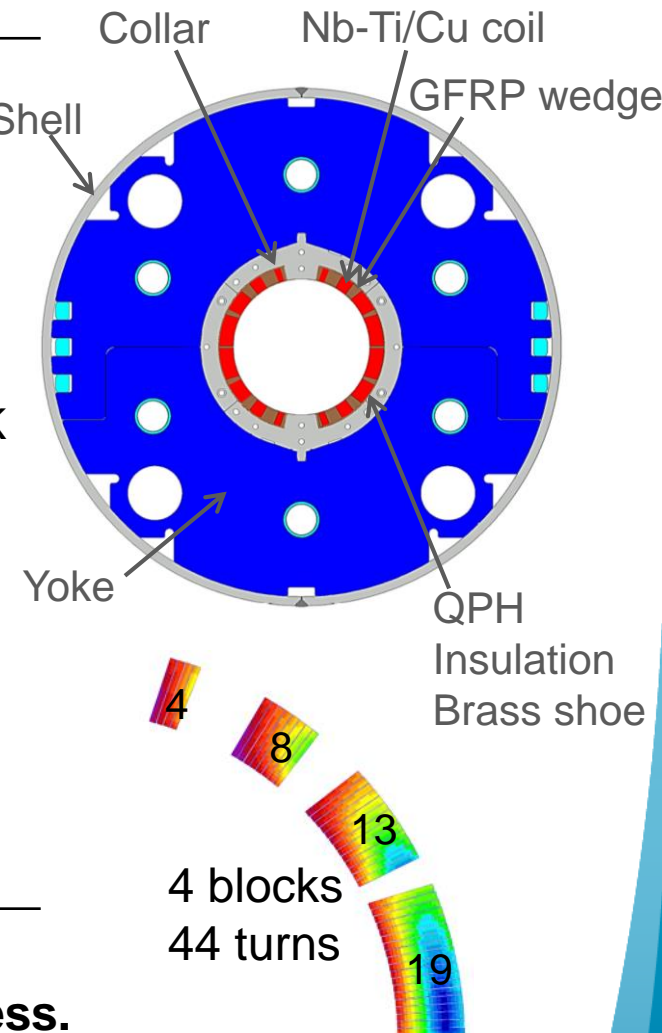 Collar
Nb-Ti/Cu coil
Shell
GFRP wedge
Yoke
QPH
Insulation
Brass shoe
4
8
13
4 blocks
44 turns
19
ess.